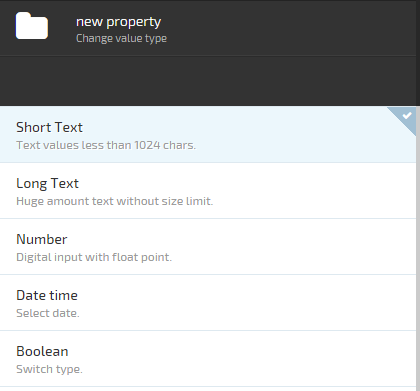 new property
Change value type
Short Text
Text values less than 1024 chars.
Long Text
Huge amount text without size limit.
Number
Digital input with float point.
Date time
Select date.
Boolean
Switch type.